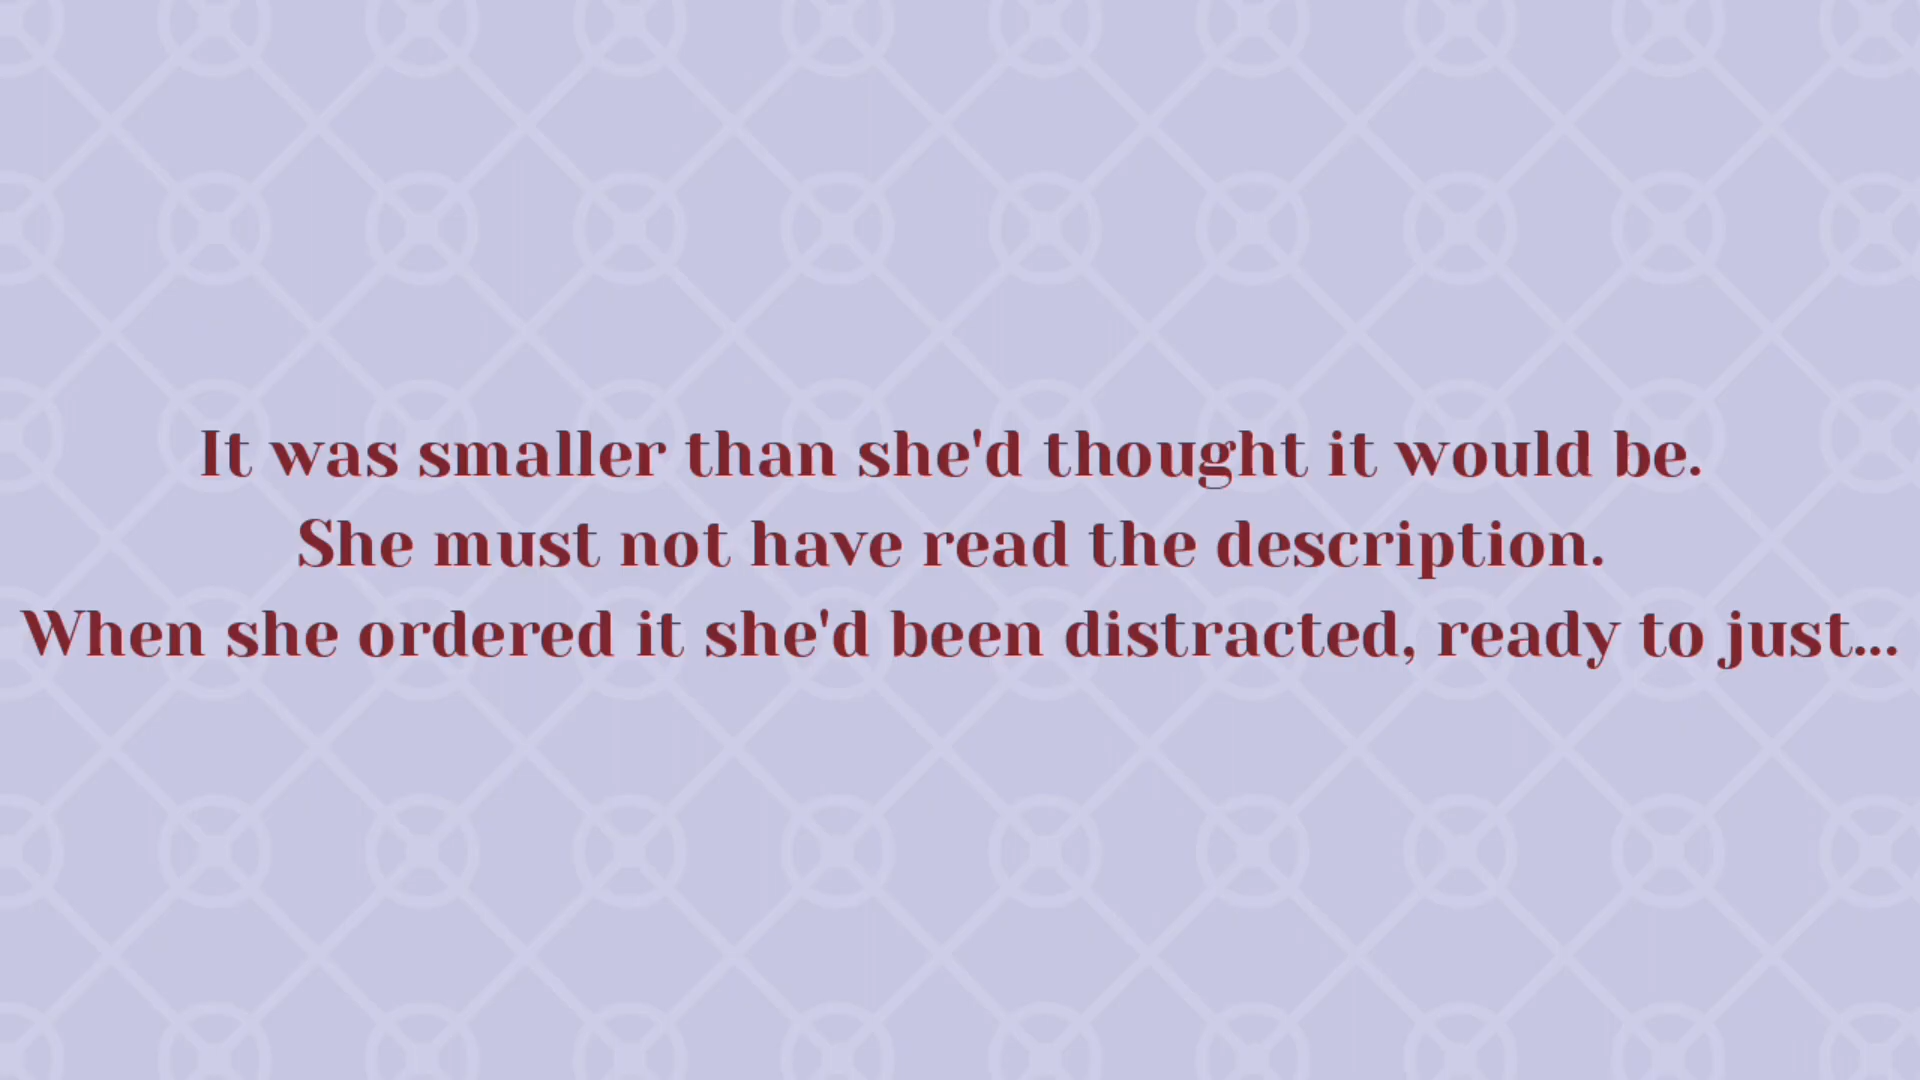 It was smaller than she'd thought it would be.
She must not have read the description.
When she ordered it she'd been distracted, ready to just...